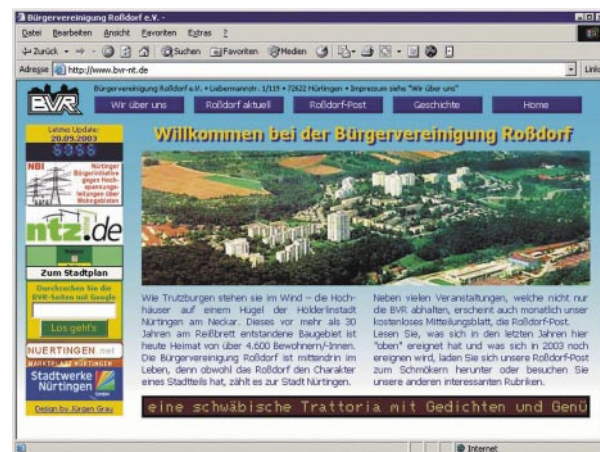 Bürgervereinigung Roßdorf e.V. -
Datei Bearbeiten Ansicht Favoriten Extras ?
Zurück Suchen Favoriten Medien
Adresse http://www.bvr-nt.de Links
Bürgervereinigung Roßdorf e.V. • Liebermannstr. 1/119 • 72622 Nürtingen • Impressum siehe "Wir über uns"
BVR
Wir über uns Roßdorf aktuell Roßdorf-Post Geschichte Home
Letztes Update:
20.09.2003
Willkommen bei der Bürgervereinigung Roßdorf
NBI Nürtinger
Bürgerinitiative
gegen Hoch-
spannungs-
leitungen über
Wohngebieten
ntz.de
Zum Stadtplan
Durchsuchen Sie die
BVR-Seiten mit Google
Los geht's
NUERTINGEN.net
Stadtwerke
Nürtingen
GmbH
Design by Jürgen Grau
Wie Trutzburgen stehen sie im Wind – die Hoch-
häuser auf einem Hügel der Hölderlinstadt
Nürtingen am Neckar. Dieses vor mehr als 30
Jahren am Reißbrett entstandene Baugebiet ist
heute Heimat von über 4.600 Bewohnern/-Innen.
Die Bürgervereinigung Roßdorf ist mittendrin im
Leben, denn obwohl das Roßdorf den Charakter
eines Stadtteils hat, zählt es zur Stadt Nürtingen.
Neben vielen Veranstaltungen, welche nicht nur
die BVR abhalten, erscheint auch monatlich unser
kostenloses Mitteilungsblatt, die Roßdorf-Post.
Lesen Sie, was sich in den letzten Jahren hier
"oben" ereignet hat und was sich in 2003 noch
ereignen wird, laden Sie sich unsere Roßdorf-Post
zum Schmökern herunter oder besuchen Sie
unsere anderen interessanten Rubriken.
eine schwäbische Trattoria mit Gedichten und Genü
Internet